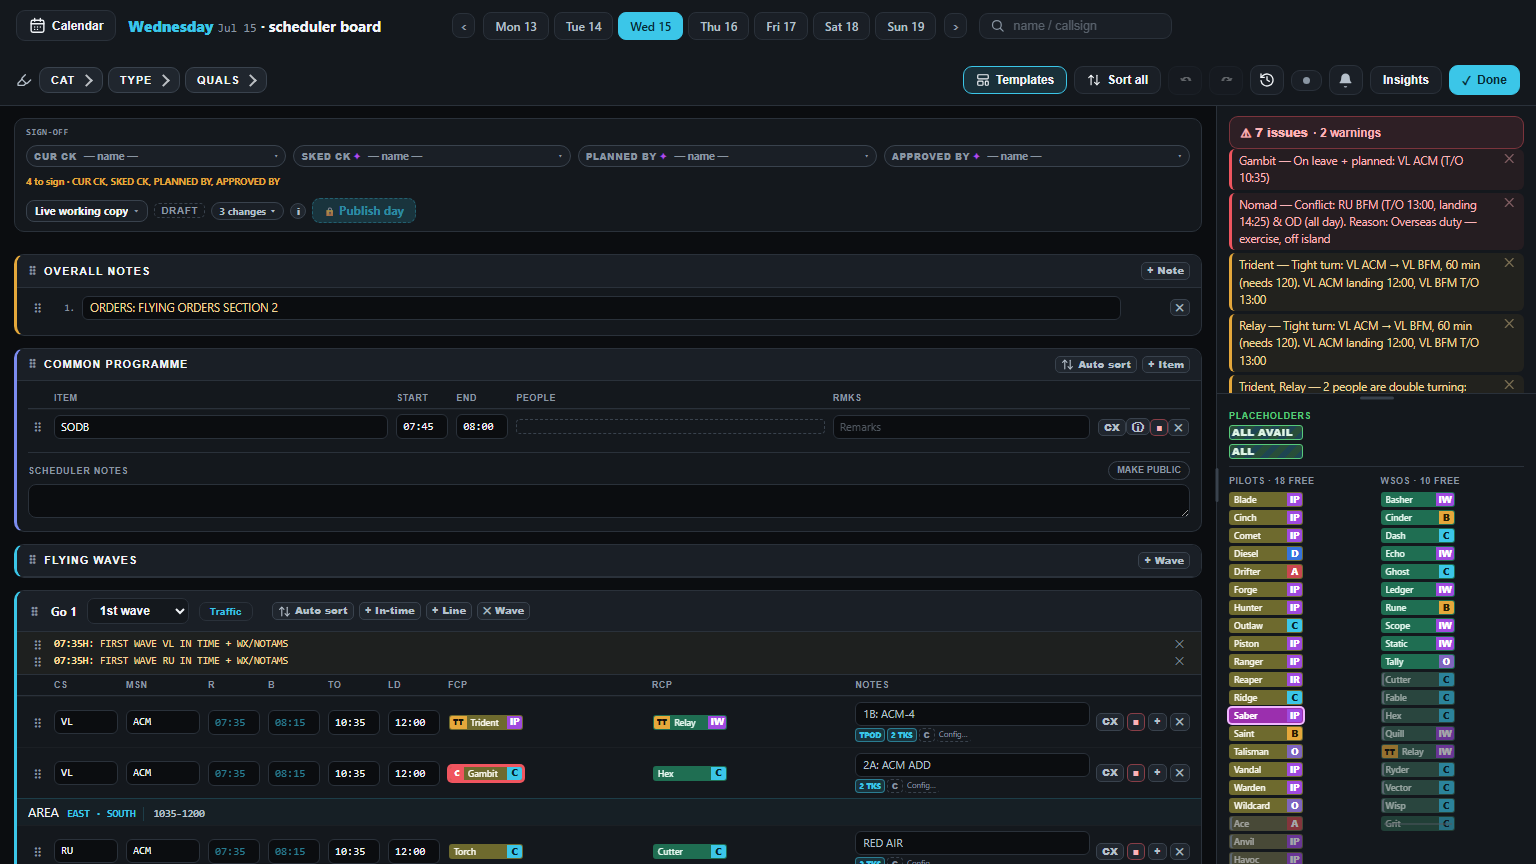 Calendar
Wednesday Jul 15 · scheduler board
‹ Mon 13 Tue 14 Wed 15 Thu 16 Fri 17 Sat 18 Sun 19 ›
name / callsign
CAT TYPE QUALS
Templates Sort all Insights ✓ Done
SIGN-OFF
CUR CK — name —
SKED CK — name —
PLANNED BY — name —
APPROVED BY — name —
4 to sign · CUR CK, SKED CK, PLANNED BY, APPROVED BY
Live working copy DRAFT 3 changes i Publish day
OVERALL NOTES
+ Note
1. ORDERS: FLYING ORDERS SECTION 2
COMMON PROGRAMME
Auto sort + Item
ITEM START END PEOPLE RMKS
SODB 07:45 08:00 Remarks CX
SCHEDULER NOTES
MAKE PUBLIC
FLYING WAVES
+ Wave
Go 1 1st wave Traffic Auto sort + In-time + Line × Wave
07:35H: FIRST WAVE VL IN TIME + WX/NOTAMS
07:35H: FIRST WAVE RU IN TIME + WX/NOTAMS
CS MSN R B TO LD FCP RCP NOTES
VL ACM 07:35 08:15 10:35 12:00 TT Trident IP TT Relay IW 1B: ACM-4 CX
TPOD 2 TKS C Config...
VL ACM 07:35 08:15 10:35 12:00 C Gambit C Hex C 2A: ACM ADD CX
2 TKS C Config...
AREA EAST · SOUTH 1035-1200
RU ACM 07:35 08:15 10:35 12:00 Torch C Cutter C RED AIR CX
2 TKS C Config...
⚠ 7 issues · 2 warnings
Gambit — On leave + planned: VL ACM (T/O
10:35)
Nomad — Conflict: RU BFM (T/O 13:00, landing
14:25) & OD (all day). Reason: Overseas duty —
exercise, off island
Trident — Tight turn: VL ACM → VL BFM, 60 min
(needs 120). VL ACM landing 12:00, VL BFM T/O
13:00
Relay — Tight turn: VL ACM → VL BFM, 60 min
(needs 120). VL ACM landing 12:00, VL BFM T/O
13:00
Trident, Relay — 2 people are double turning:
PLACEHOLDERS
ALL AVAIL
ALL
PILOTS · 18 FREE
Blade IP
Cinch IP
Comet IP
Diesel D
Drifter A
Forge IP
Hunter IP
Outlaw C
Piston IP
Ranger IP
Reaper IR
Ridge C
Saber IP
Saint B
Talisman O
Vandal IP
Warden IP
Wildcard O
Ace A
Anvil IP
Havoc IP
WSOS · 10 FREE
Basher IW
Cinder B
Dash C
Echo IW
Ghost C
Ledger IW
Rune B
Scope IW
Static IW
Tally O
Cutter C
Fable C
Hex C
Quill IW
TT Relay IW
Ryder C
Vector C
Wisp C
Grit C